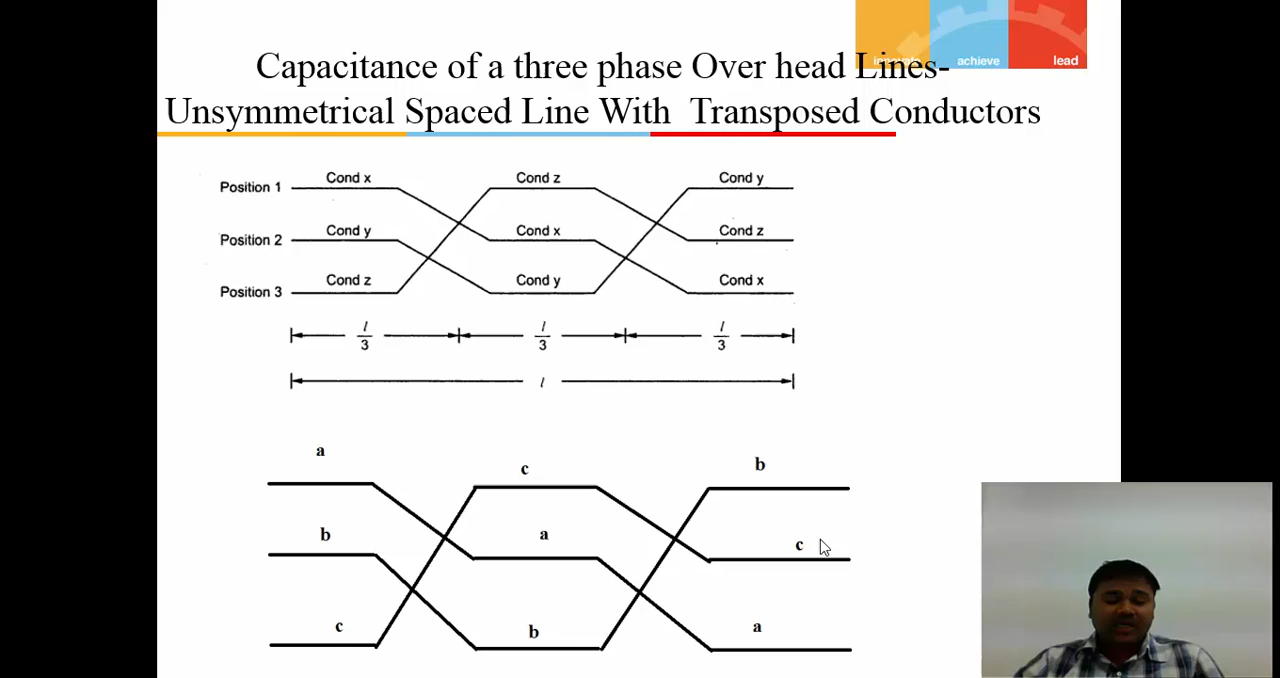 innovate achieve lead
Capacitance of a three phase Over head Lines-
Unsymmetrical Spaced Line With Transposed Conductors
Position 1 Cond x Cond z Cond y
Position 2 Cond y Cond x Cond z
Position 3 Cond z Cond y Cond x
l/3 l/3 l/3
l
a c b
b a c
c b a